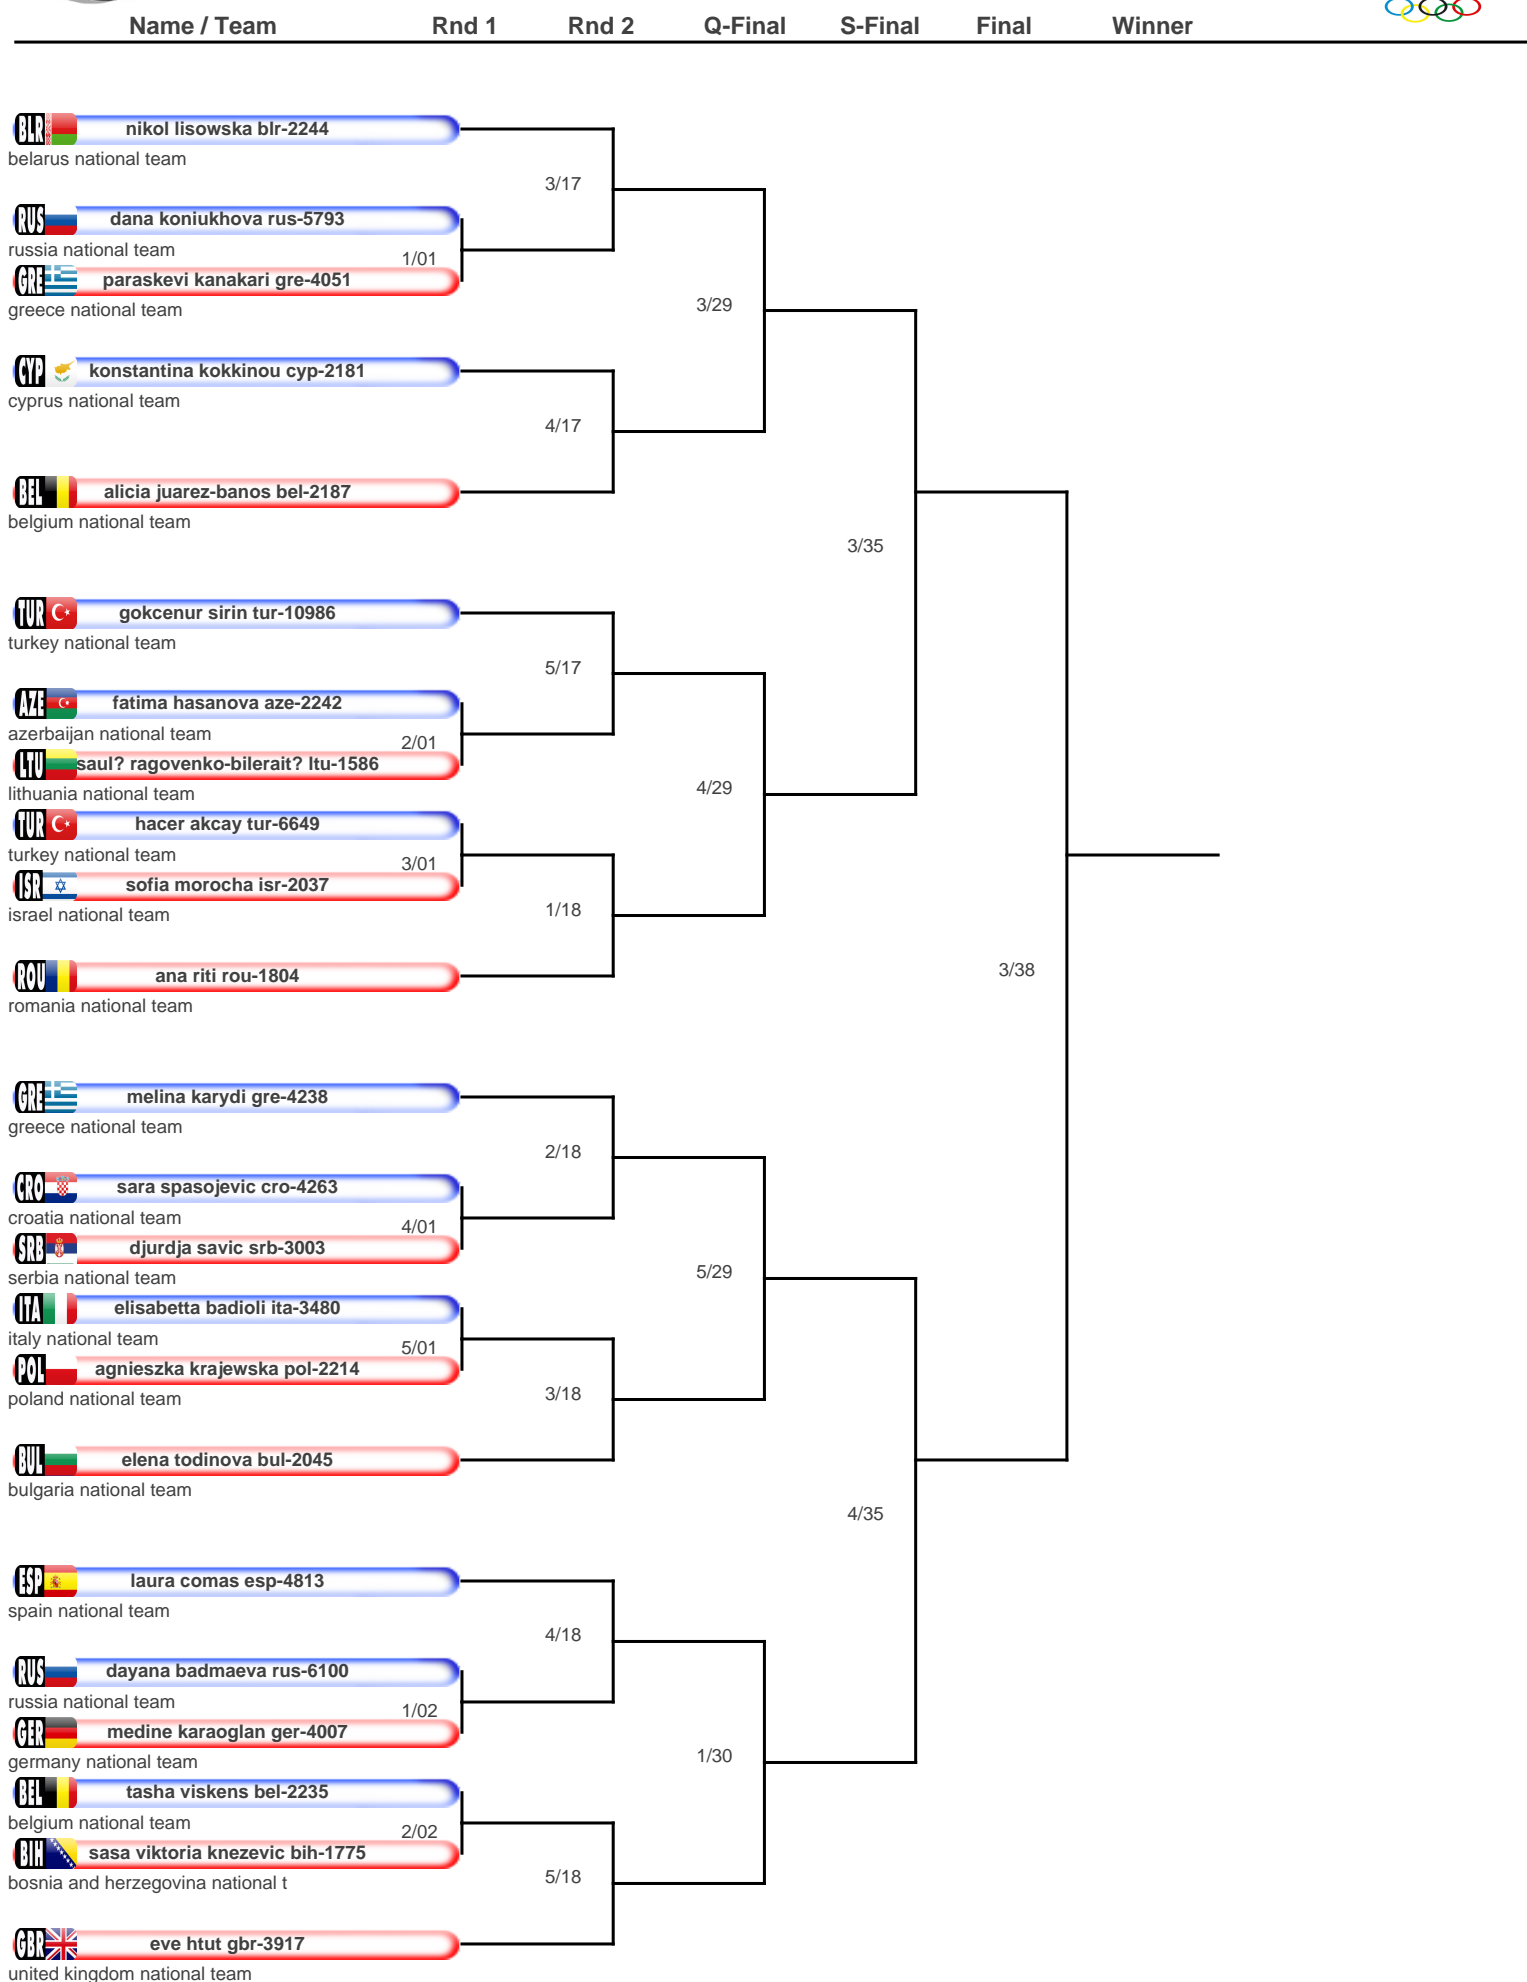 Name / Team Rnd 1 Rnd 2 Q-Final S-Final Final Winner
BLR nikol lisowska blr-2244
belarus national team
3/17
RUS dana koniukhova rus-5793
russia national team
1/01
GRE paraskevi kanakari gre-4051
greece national team
3/29
CYP konstantina kokkinou cyp-2181
cyprus national team
4/17
BEL alicia juarez-banos bel-2187
belgium national team
3/35
TUR gokcenur sirin tur-10986
turkey national team
5/17
AZE fatima hasanova aze-2242
azerbaijan national team
2/01
LTU saul? ragovenko-bilerait? ltu-1586
lithuania national team
4/29
TUR hacer akcay tur-6649
turkey national team
3/01
ISR sofia morocha isr-2037
israel national team
1/18
ROU ana riti rou-1804
romania national team
3/38
GRE melina karydi gre-4238
greece national team
2/18
CRO sara spasojevic cro-4263
croatia national team
4/01
SRB djurdja savic srb-3003
serbia national team
5/29
ITA elisabetta badioli ita-3480
italy national team
5/01
POL agnieszka krajewska pol-2214
poland national team
3/18
BUL elena todinova bul-2045
bulgaria national team
4/35
ESP laura comas esp-4813
spain national team
4/18
RUS dayana badmaeva rus-6100
russia national team
1/02
GER medine karaoglan ger-4007
germany national team
1/30
BEL tasha viskens bel-2235
belgium national team
2/02
BIH sasa viktoria knezevic bih-1775
bosnia and herzegovina national t
5/18
GBR eve htut gbr-3917
united kingdom national team